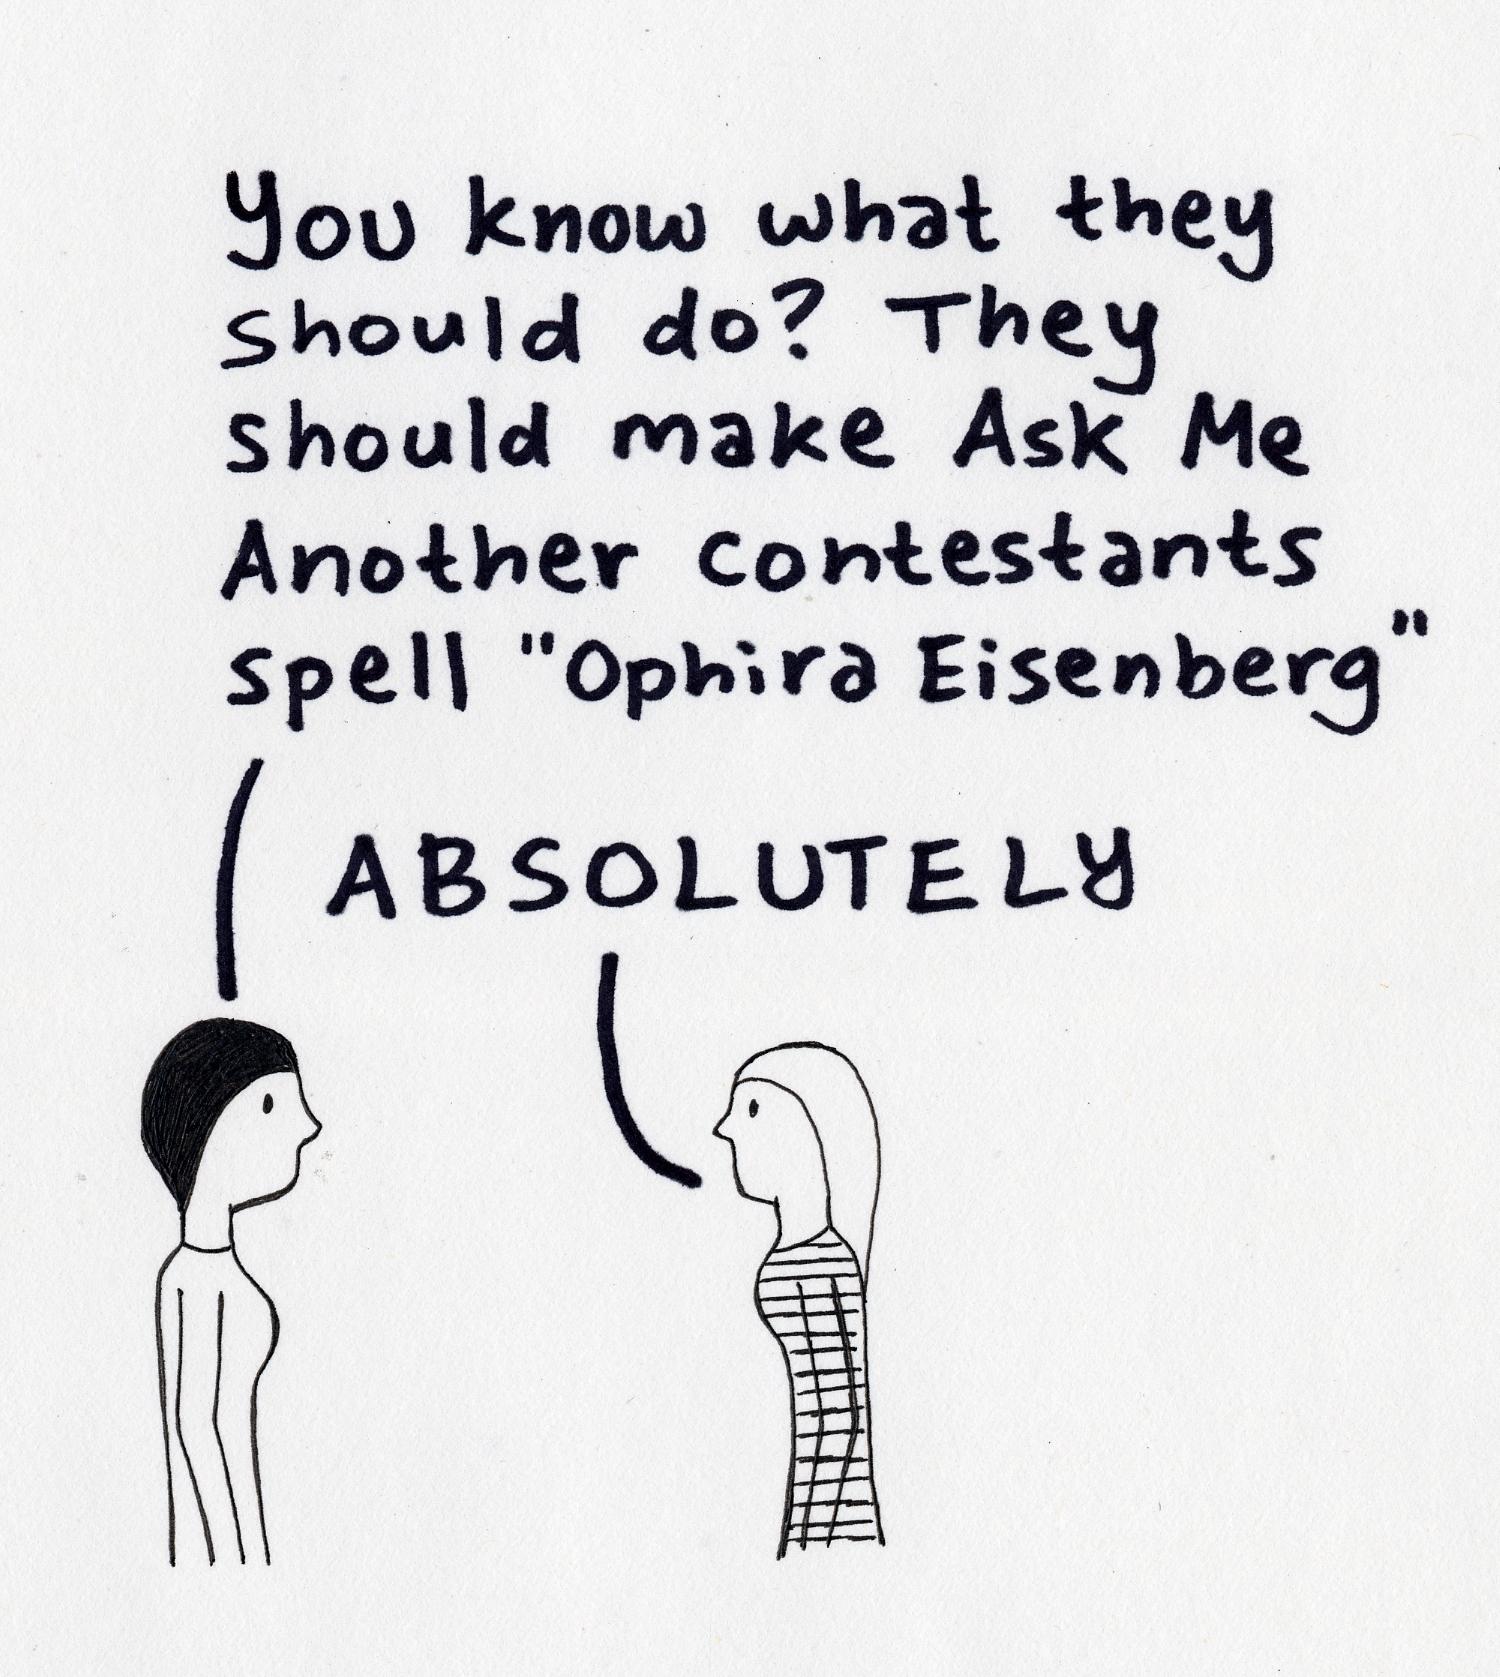 You know what they
should do? They
should make Ask Me
Another contestants
spell "Ophira Eisenberg"
ABSOLUTELY